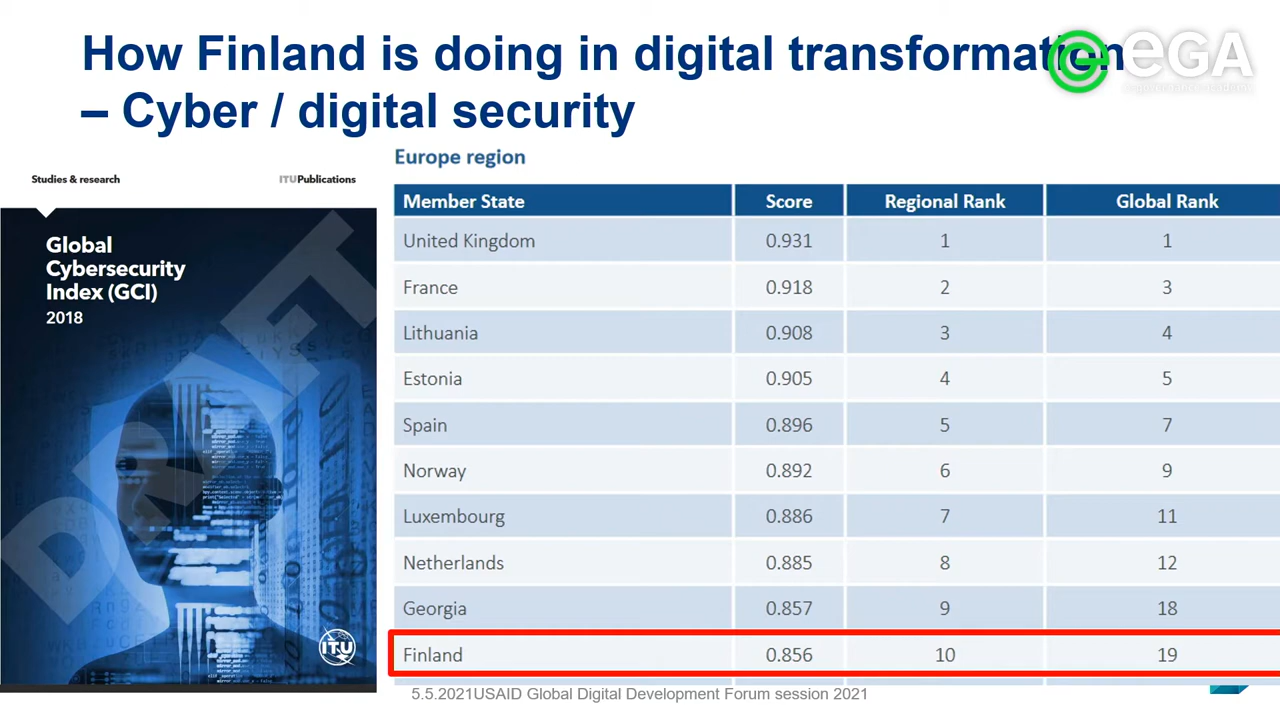 How Finland is doing in digital transformation
– Cyber / digital security
eGA
Europe region
Studies & research
ITUPublications
Global
Cybersecurity
Index (GCI)
2018
DRAFT
ITU
Member State Score Regional Rank Global Rank
United Kingdom 0.931 1 1
France 0.918 2 3
Lithuania 0.908 3 4
Estonia 0.905 4 5
Spain 0.896 5 7
Norway 0.892 6 9
Luxembourg 0.886 7 11
Netherlands 0.885 8 12
Georgia 0.857 9 18
Finland 0.856 10 19
5.5.2021USAID Global Digital Development Forum session 2021